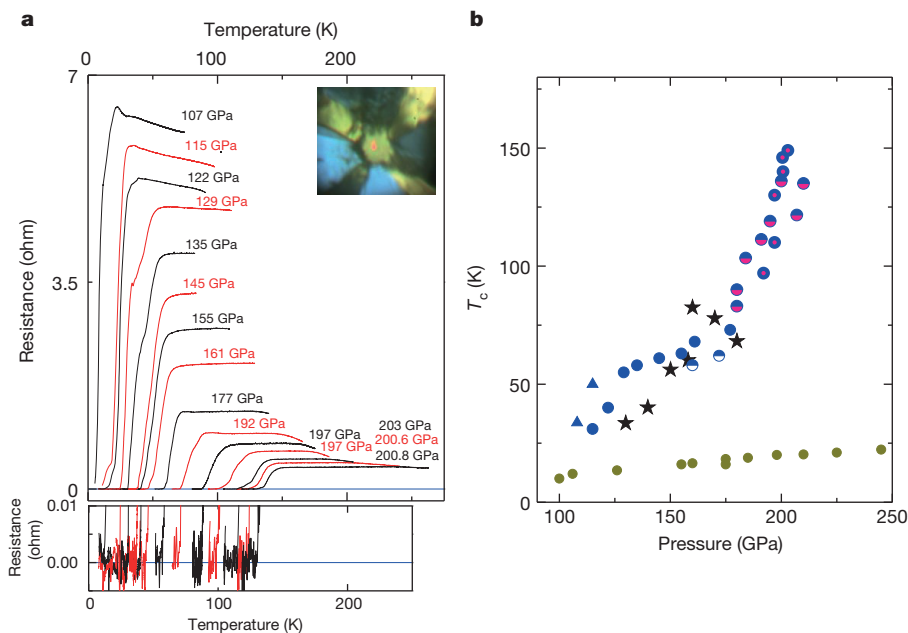 a
Temperature (K)
0 100 200
7
3.5
0
Resistance (ohm)
107 GPa
115 GPa
122 GPa
129 GPa
135 GPa
145 GPa
155 GPa
161 GPa
177 GPa
192 GPa
197 GPa
197 GPa
203 GPa
200.6 GPa
200.8 GPa
0.01
0.00
Resistance
(ohm)
0 100 200
Temperature (K)
b
150
100
50
0
Tc (K)
100 150 200 250
Pressure (GPa)